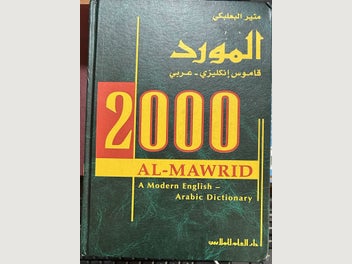 منير البعلبكي
المورد
قاموس إنكليزي - عربي
2000
AL-MAWRID
A Modern English –
Arabic Dictionary
دار العلم للملايين